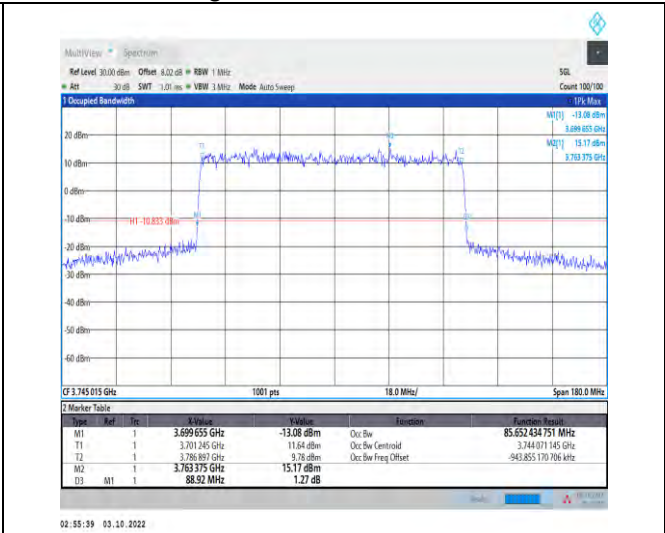 MultiView Spectrum
Ref Level 30.00 dBm Offset 8.02 dB RBW 1 MHz SGL
Att 30 dB SWT 1.01 ms VBW 3 MHz Mode Auto Sweep Count 100/100
1 Occupied Bandwidth 1Pk Max
M1[1] -13.08 dBm
3.699 655 GHz
M2[1] 15.17 dBm
3.763 375 GHz
20 dBm
T1
T2
10 dBm
0 dBm
-10 dBm
H1 -10.833 dBm
-20 dBm
-30 dBm
-40 dBm
-50 dBm
-60 dBm
CF 3.745 015 GHz 1001 pts 18.0 MHz/ Span 180.0 MHz
2 Marker Table
Type Ref Trc X-Value Y-Value Function Function Result
M1 1 3.699 655 GHz -13.08 dBm Occ Bw 85.652 434 751 MHz
T1 1 3.701 245 GHz 11.64 dBm Occ Bw Centroid 3.744 071 145 GHz
T2 1 3.786 897 GHz 9.78 dBm Occ Bw Freq Offset -943.855 170 706 kHz
M2 1 3.763 375 GHz 15.17 dBm
D3 M1 1 88.92 MHz 1.27 dB
02:55:39 03.10.2022